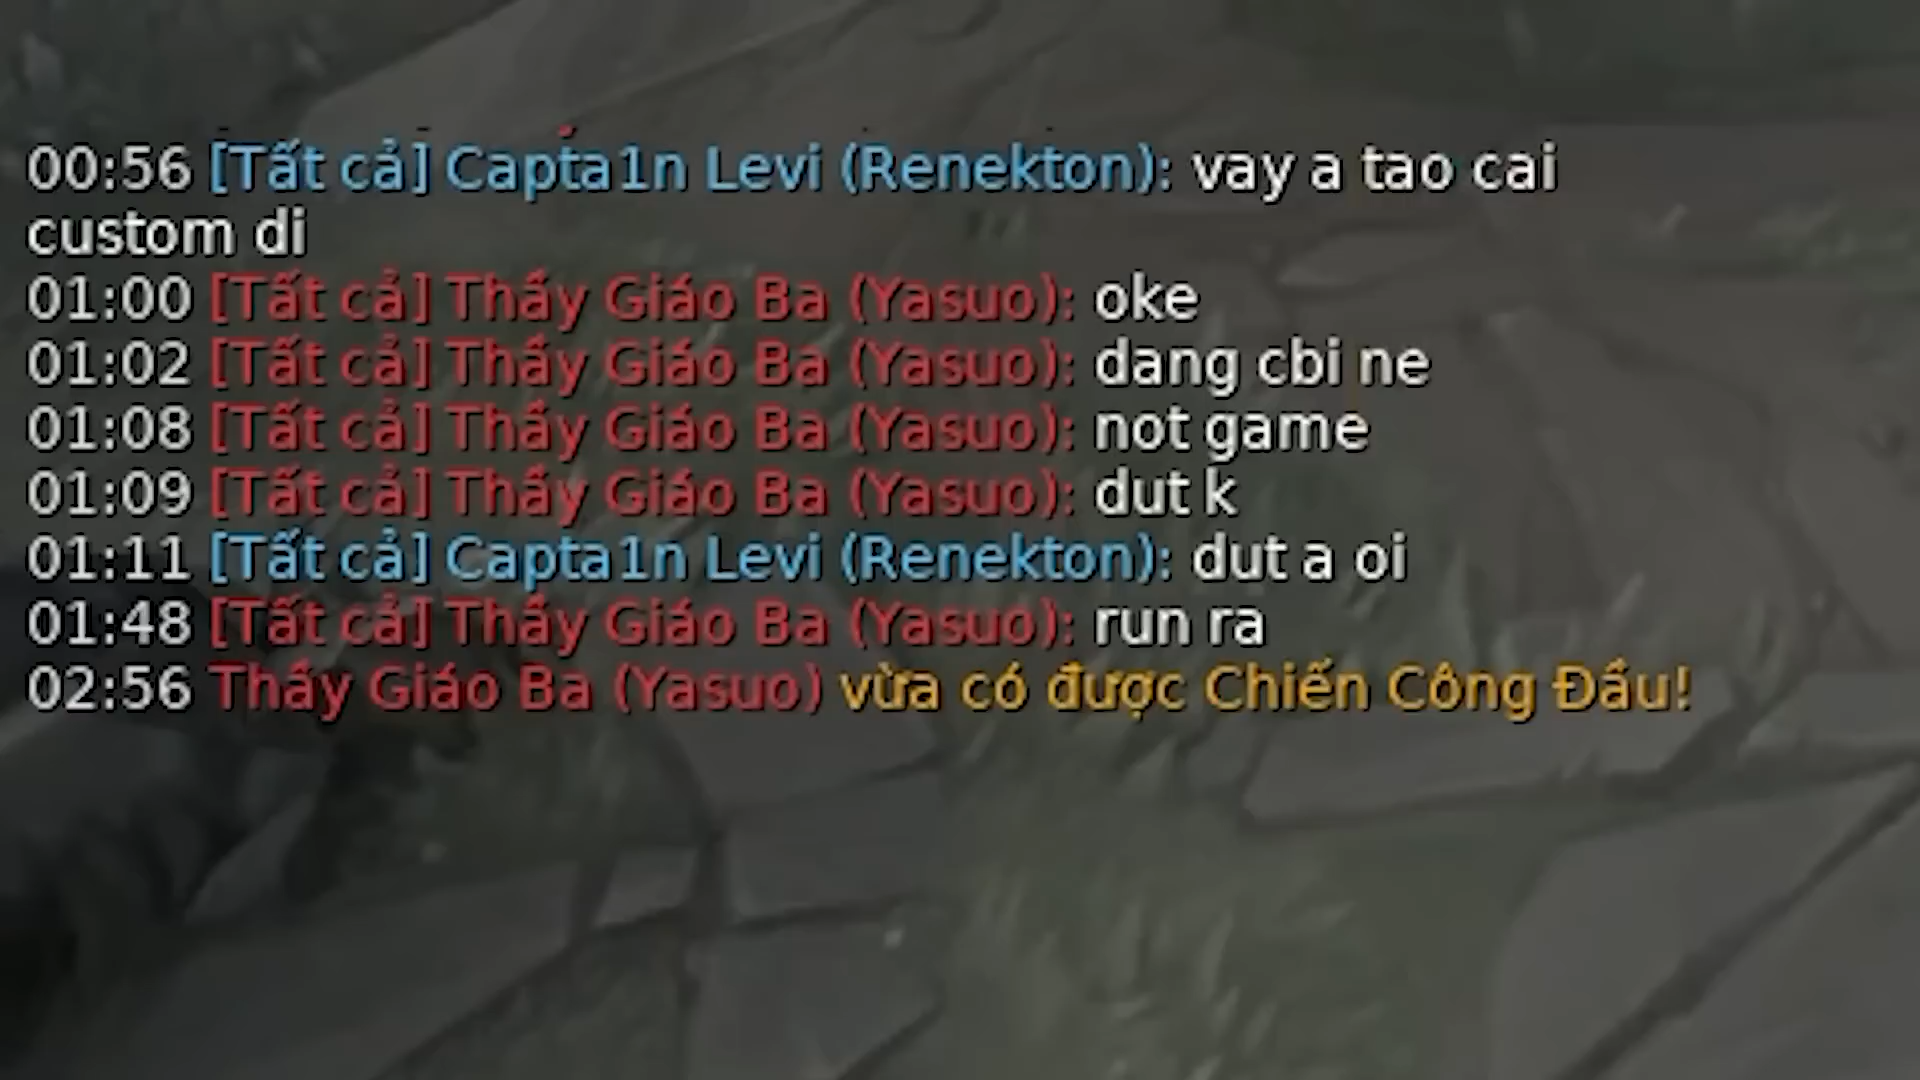 00:56 [Tất cả] Capta1n Levi (Renekton): vay a tao cai
custom di
01:00 [Tất cả] Thầy Giáo Ba (Yasuo): oke
01:02 [Tất cả] Thầy Giáo Ba (Yasuo): dang cbi ne
01:08 [Tất cả] Thầy Giáo Ba (Yasuo): not game
01:09 [Tất cả] Thầy Giáo Ba (Yasuo): dut k
01:11 [Tất cả] Capta1n Levi (Renekton): dut a oi
01:48 [Tất cả] Thầy Giáo Ba (Yasuo): run ra
02:56 Thầy Giáo Ba (Yasuo) vừa có được Chiến Công Đầu!